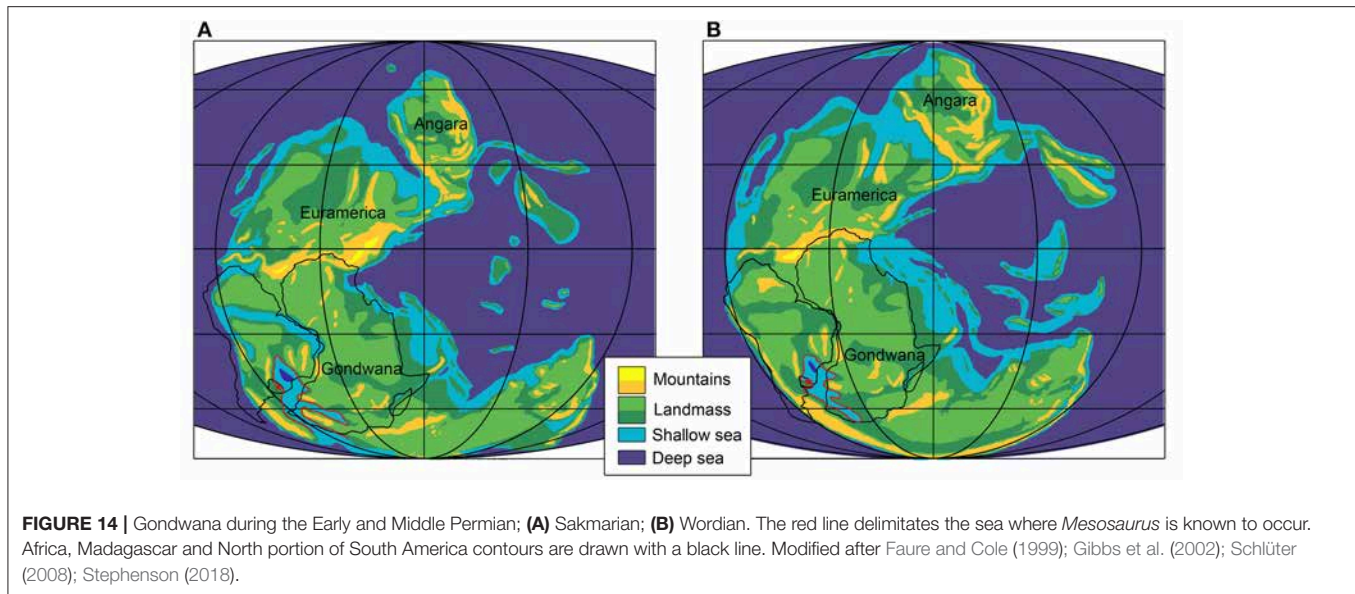 A
B
Angara
Angara
Euramerica
Euramerica
Gondwana
Gondwana
Mountains
Landmass
Shallow sea
Deep sea
FIGURE 14 | Gondwana during the Early and Middle Permian; (A) Sakmarian; (B) Wordian. The red line delimitates the sea where Mesosaurus is known to occur.
Africa, Madagascar and North portion of South America contours are drawn with a black line. Modified after Faure and Cole (1999); Gibbs et al. (2002); Schlüter
(2008); Stephenson (2018).